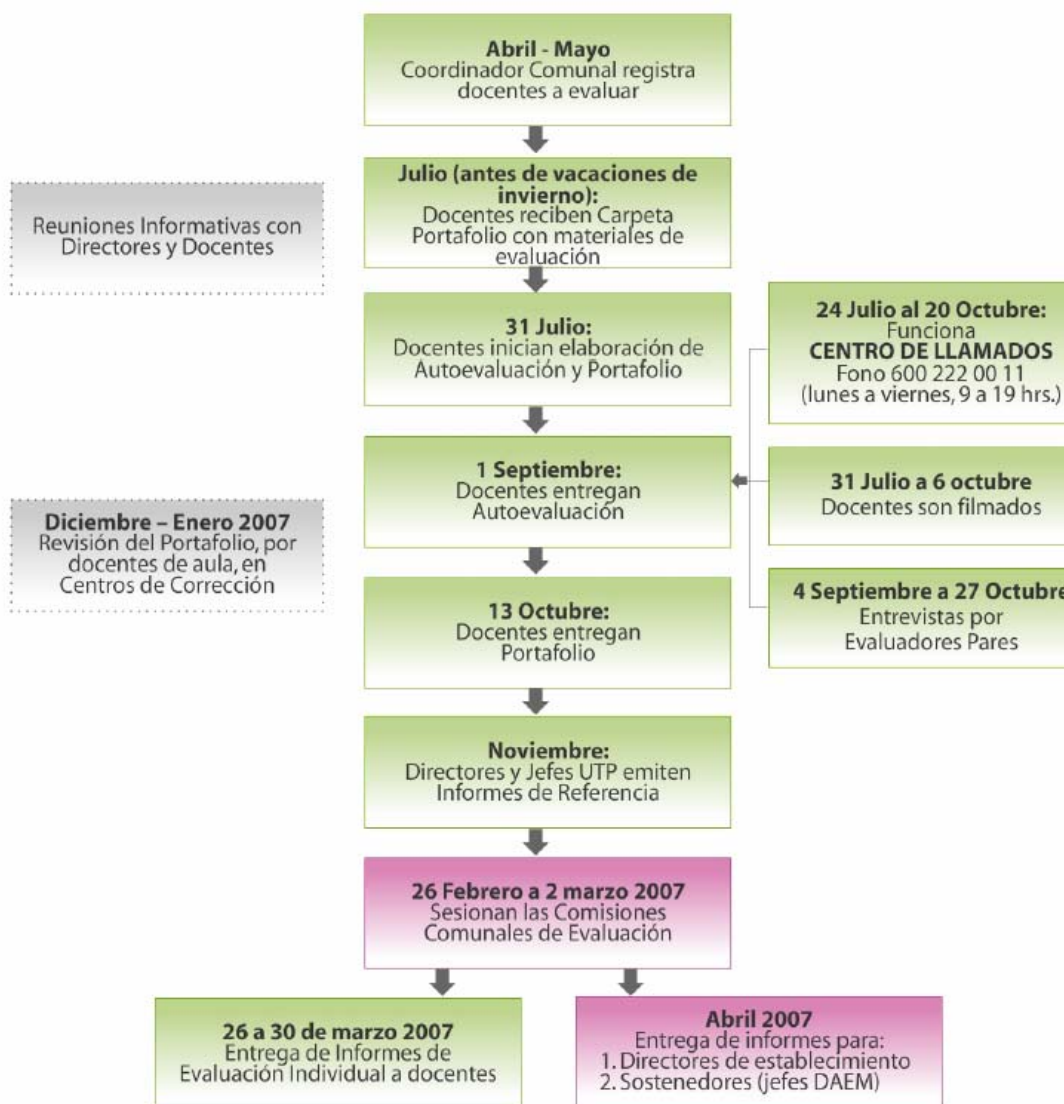 Abril - Mayo
Coordinador Comunal registra
docentes a evaluar
Reuniones Informativas con
Directores y Docentes
Julio (antes de vacaciones de
invierno):
Docentes reciben Carpeta
Portafolio con materiales de
evaluación
31 Julio:
Docentes inician elaboración de
Autoevaluación y Portafolio
24 Julio al 20 Octubre:
Funciona
CENTRO DE LLAMADOS
Fono 600 222 00 11
(lunes a viernes, 9 a 19 hrs.)
1 Septiembre:
Docentes entregan
Autoevaluación
31 Julio a 6 octubre
Docentes son filmados
Diciembre – Enero 2007
Revisión del Portafolio, por
docentes de aula, en
Centros de Corrección
4 Septiembre a 27 Octubre
Entrevistas por
Evaluadores Pares
13 Octubre:
Docentes entregan
Portafolio
Noviembre:
Directores y Jefes UTP emiten
Informes de Referencia
26 Febrero a 2 marzo 2007
Sesionan las Comisiones
Comunales de Evaluación
26 a 30 de marzo 2007
Entrega de Informes de
Evaluación Individual a docentes
Abril 2007
Entrega de informes para:
1. Directores de establecimiento
2. Sostenedores (jefes DAEM)